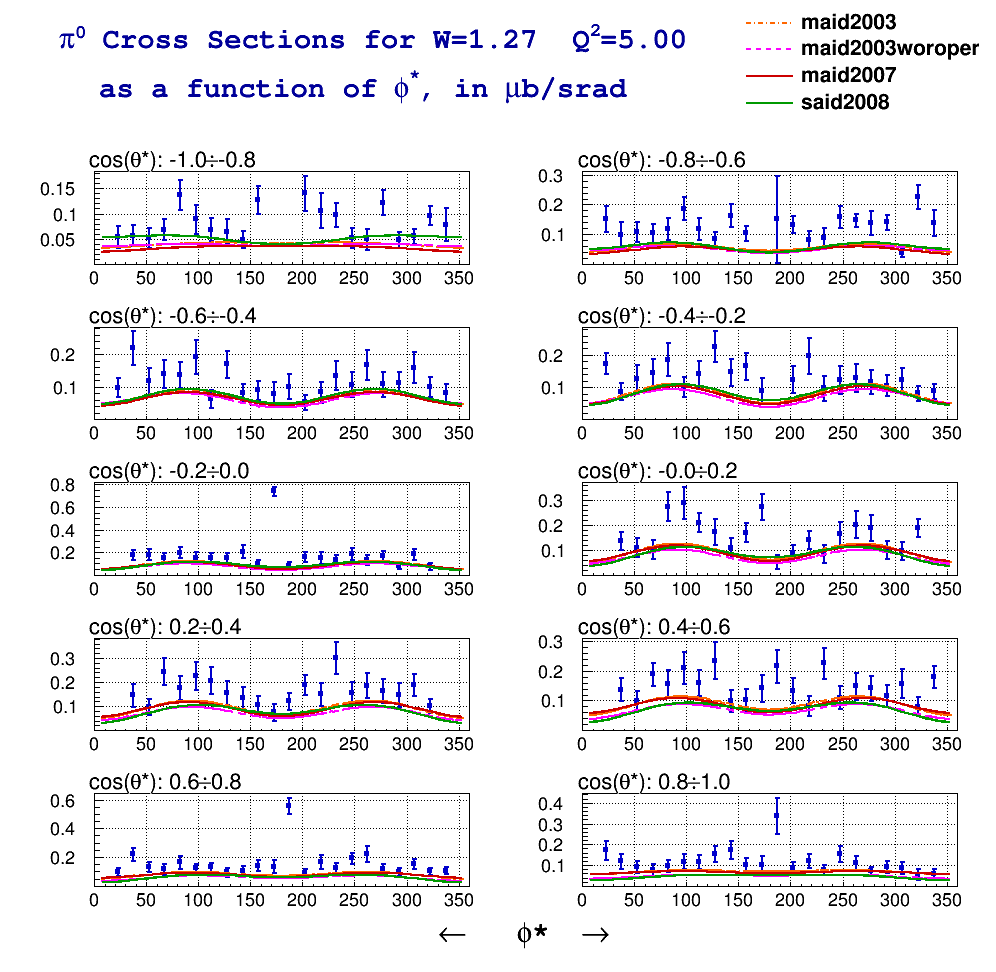 π⁰ Cross Sections for W=1.27 Q²=5.00
as a function of ϕ*, in μb/srad
maid2003
maid2003woroper
maid2007
said2008
cos(θ*): -1.0÷-0.8
0.15
0.1
0.05
0 50 100 150 200 250 300 350
cos(θ*): -0.8÷-0.6
0.3
0.2
0.1
0 50 100 150 200 250 300 350
cos(θ*): -0.6÷-0.4
0.2
0.1
0 50 100 150 200 250 300 350
cos(θ*): -0.4÷-0.2
0.2
0.1
0 50 100 150 200 250 300 350
cos(θ*): -0.2÷0.0
0.8
0.6
0.4
0.2
0 50 100 150 200 250 300 350
cos(θ*): -0.0÷0.2
0.3
0.2
0.1
0 50 100 150 200 250 300 350
cos(θ*): 0.2÷0.4
0.3
0.2
0.1
0 50 100 150 200 250 300 350
cos(θ*): 0.4÷0.6
0.3
0.2
0.1
0 50 100 150 200 250 300 350
cos(θ*): 0.6÷0.8
0.6
0.4
0.2
0 50 100 150 200 250 300 350
cos(θ*): 0.8÷1.0
0.4
0.3
0.2
0.1
0 50 100 150 200 250 300 350
← ϕ* →